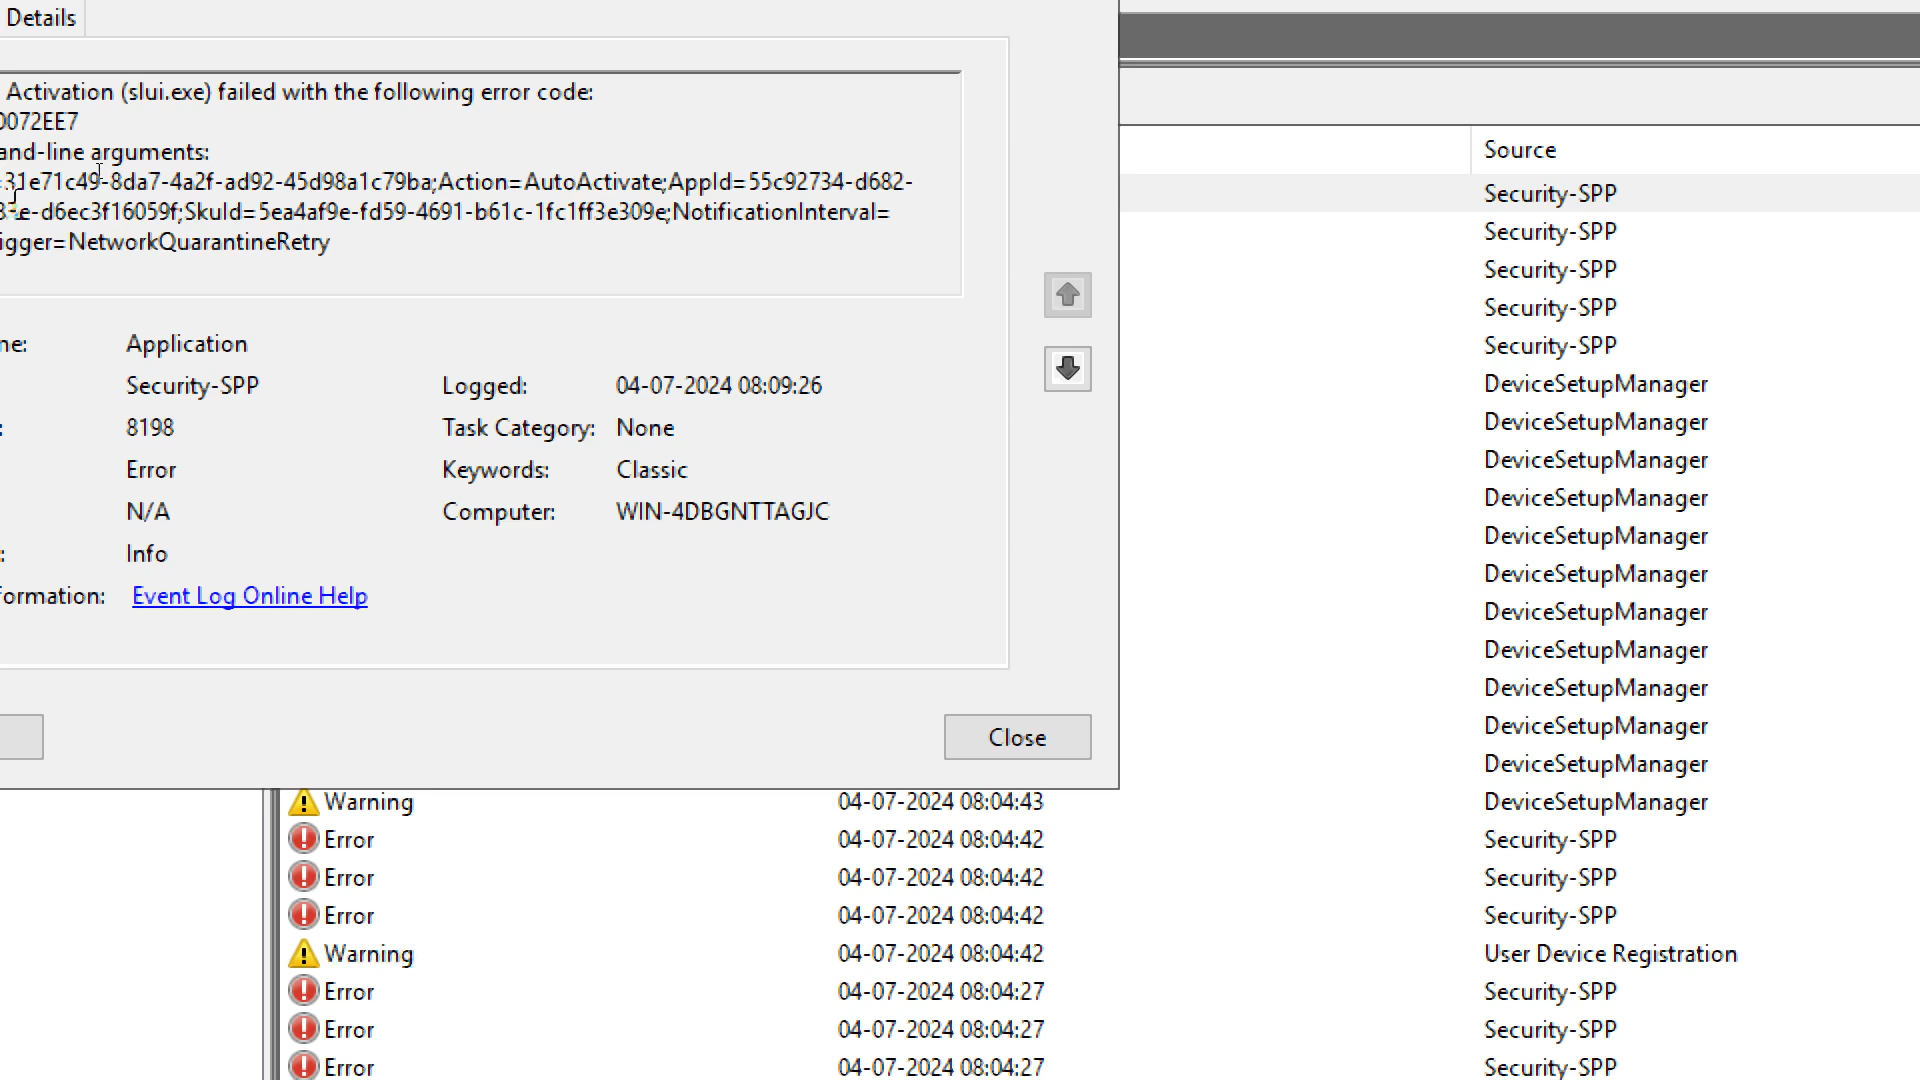 Details
Activation (slui.exe) failed with the following error code:
0072EE7
and-line arguments:
=31e71c49-8da7-4a2f-ad92-45d98a1c79ba;Action=AutoActivate;AppId=55c92734-d682-
e-d6ec3f16059f;SkuId=5ea4af9e-fd59-4691-b61c-1fc1ff3e309e;NotificationInterval=
igger=NetworkQuarantineRetry
ne: Application
Security-SPP Logged: 04-07-2024 08:09:26
: 8198 Task Category: None
Error Keywords: Classic
N/A Computer: WIN-4DBGNTTAGJC
: Info
formation: Event Log Online Help
Close
Source
Security-SPP
Security-SPP
Security-SPP
Security-SPP
Security-SPP
DeviceSetupManager
DeviceSetupManager
DeviceSetupManager
DeviceSetupManager
DeviceSetupManager
DeviceSetupManager
DeviceSetupManager
DeviceSetupManager
DeviceSetupManager
DeviceSetupManager
DeviceSetupManager
Warning 04-07-2024 08:04:43 DeviceSetupManager
Error 04-07-2024 08:04:42 Security-SPP
Error 04-07-2024 08:04:42 Security-SPP
Error 04-07-2024 08:04:42 Security-SPP
Warning 04-07-2024 08:04:42 User Device Registration
Error 04-07-2024 08:04:27 Security-SPP
Error 04-07-2024 08:04:27 Security-SPP
Error 04-07-2024 08:04:27 Security-SPP